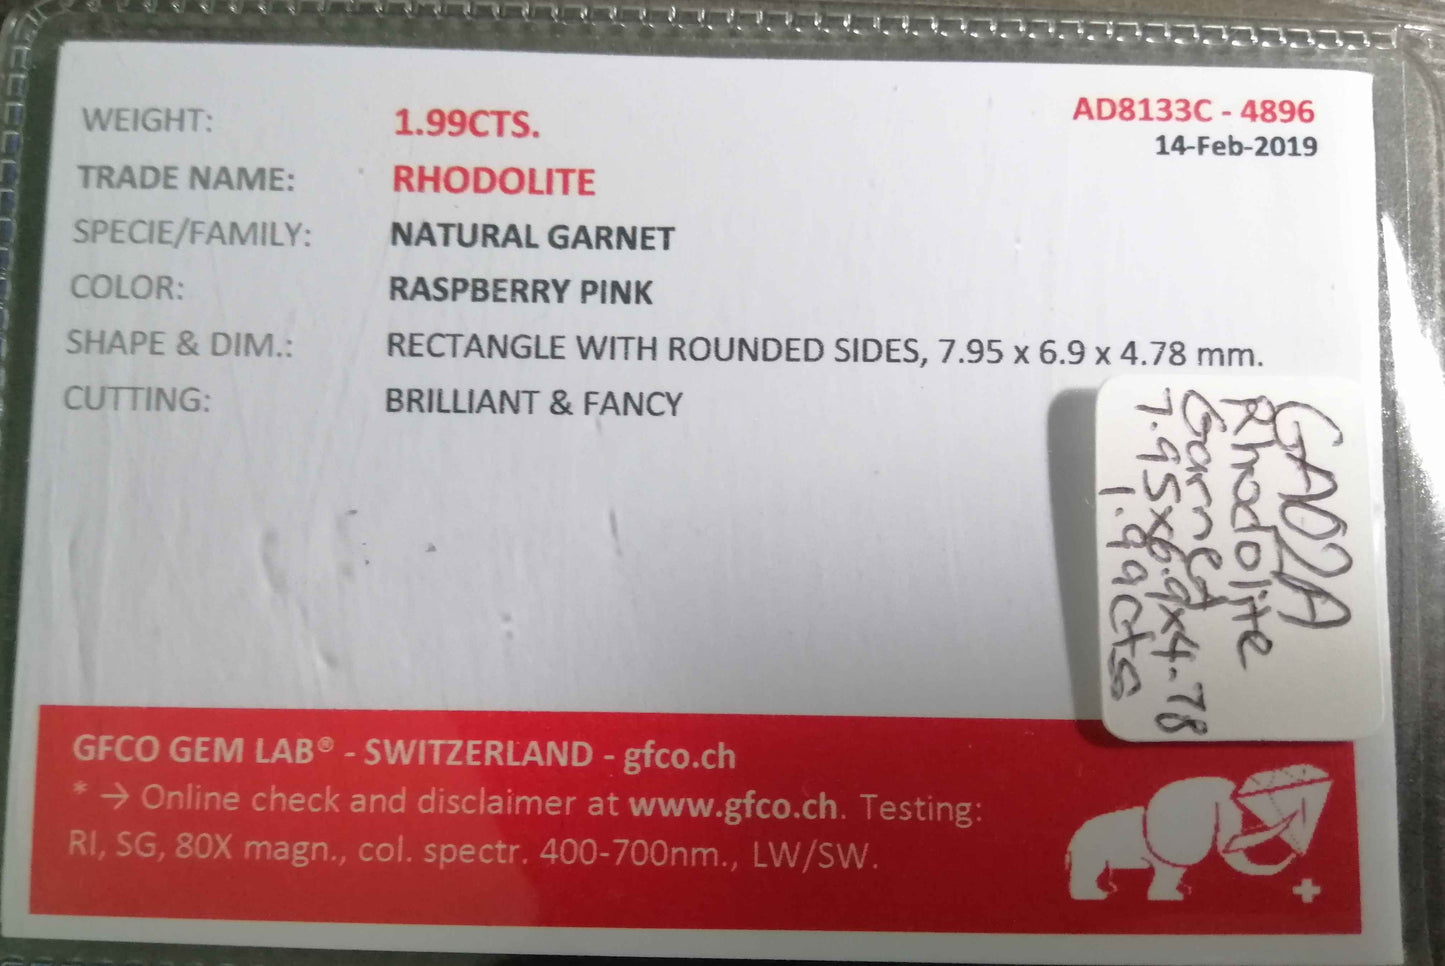 WEIGHT: 1.99CTS.
AD8133C - 4896
14-Feb-2019
TRADE NAME: RHODOLITE
SPECIE/FAMILY: NATURAL GARNET
COLOR: RASPBERRY PINK
SHAPE & DIM.: RECTANGLE WITH ROUNDED SIDES, 7.95 x 6.9 x 4.78 mm.
CUTTING: BRILLIANT & FANCY
GA02A
Rhodolite
Garnet
7.95x6.9x4.78
1.99cts
GFCO GEM LAB® - SWITZERLAND - gfco.ch
* → Online check and disclaimer at www.gfco.ch. Testing:
RI, SG, 80X magn., col. spectr. 400-700nm., LW/SW.